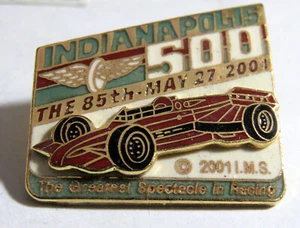 INDIANAPOLIS
500
THE 85th - MAY 27, 2001
© 2001 I.M.S.
The Greatest Spectacle in Racing